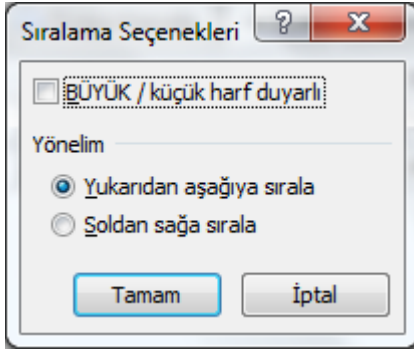 Sıralama Seçenekleri
BÜYÜK / küçük harf duyarlı
Yönelim
Yukarıdan aşağıya sırala
Soldan sağa sırala
Tamam İptal